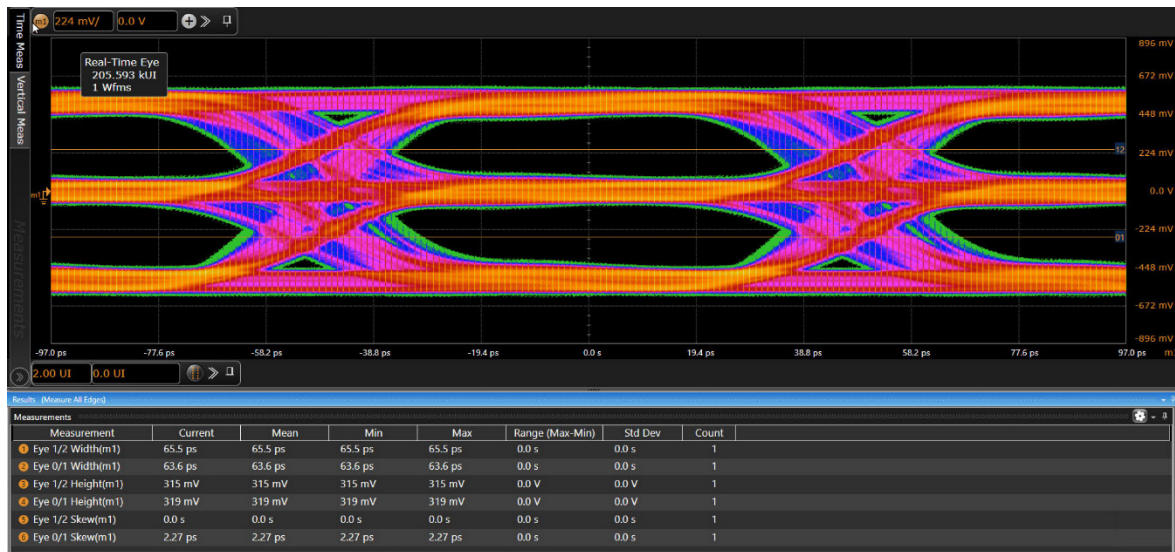 Time Meas
Vertical Meas
Measurements
m1 224 mV/ 0.0 V
Real-Time Eye
205.593 kUI
1 Wfms
896 mV
672 mV
448 mV
224 mV
0.0 V
-224 mV
-448 mV
-672 mV
-896 mV
12
01
m1
-97.0 ps -77.6 ps -58.2 ps -38.8 ps -19.4 ps 0.0 s 19.4 ps 38.8 ps 58.2 ps 77.6 ps 97.0 ps
2.00 UI 0.0 UI
Results (Measure All Edges)
Measurements
Measurement Current Mean Min Max Range (Max-Min) Std Dev Count
1 Eye 1/2 Width(m1) 65.5 ps 65.5 ps 65.5 ps 65.5 ps 0.0 s 0.0 s 1
2 Eye 0/1 Width(m1) 63.6 ps 63.6 ps 63.6 ps 63.6 ps 0.0 s 0.0 s 1
3 Eye 1/2 Height(m1) 315 mV 315 mV 315 mV 315 mV 0.0 V 0.0 V 1
4 Eye 0/1 Height(m1) 319 mV 319 mV 319 mV 319 mV 0.0 V 0.0 V 1
5 Eye 1/2 Skew(m1) 0.0 s 0.0 s 0.0 s 0.0 s 0.0 s 0.0 s 1
6 Eye 0/1 Skew(m1) 2.27 ps 2.27 ps 2.27 ps 2.27 ps 0.0 s 0.0 s 1